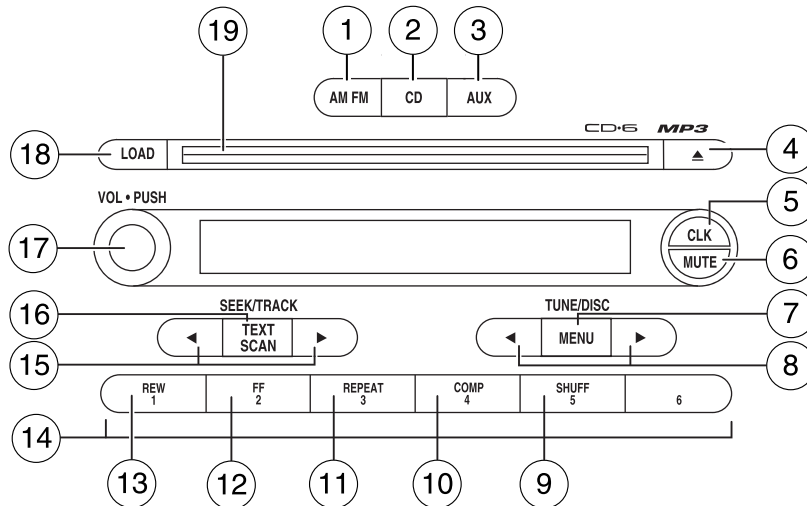 19 1 2 3
AM FM CD AUX
CD•6 MP3
18 LOAD 4
VOL • PUSH 5
17 CLK
MUTE 6
SEEK/TRACK TUNE/DISC
16 TEXT SCAN MENU 7
15 8
REW 1 FF 2 REPEAT 3 COMP 4 SHUFF 5 6
14
13 12 11 10 9